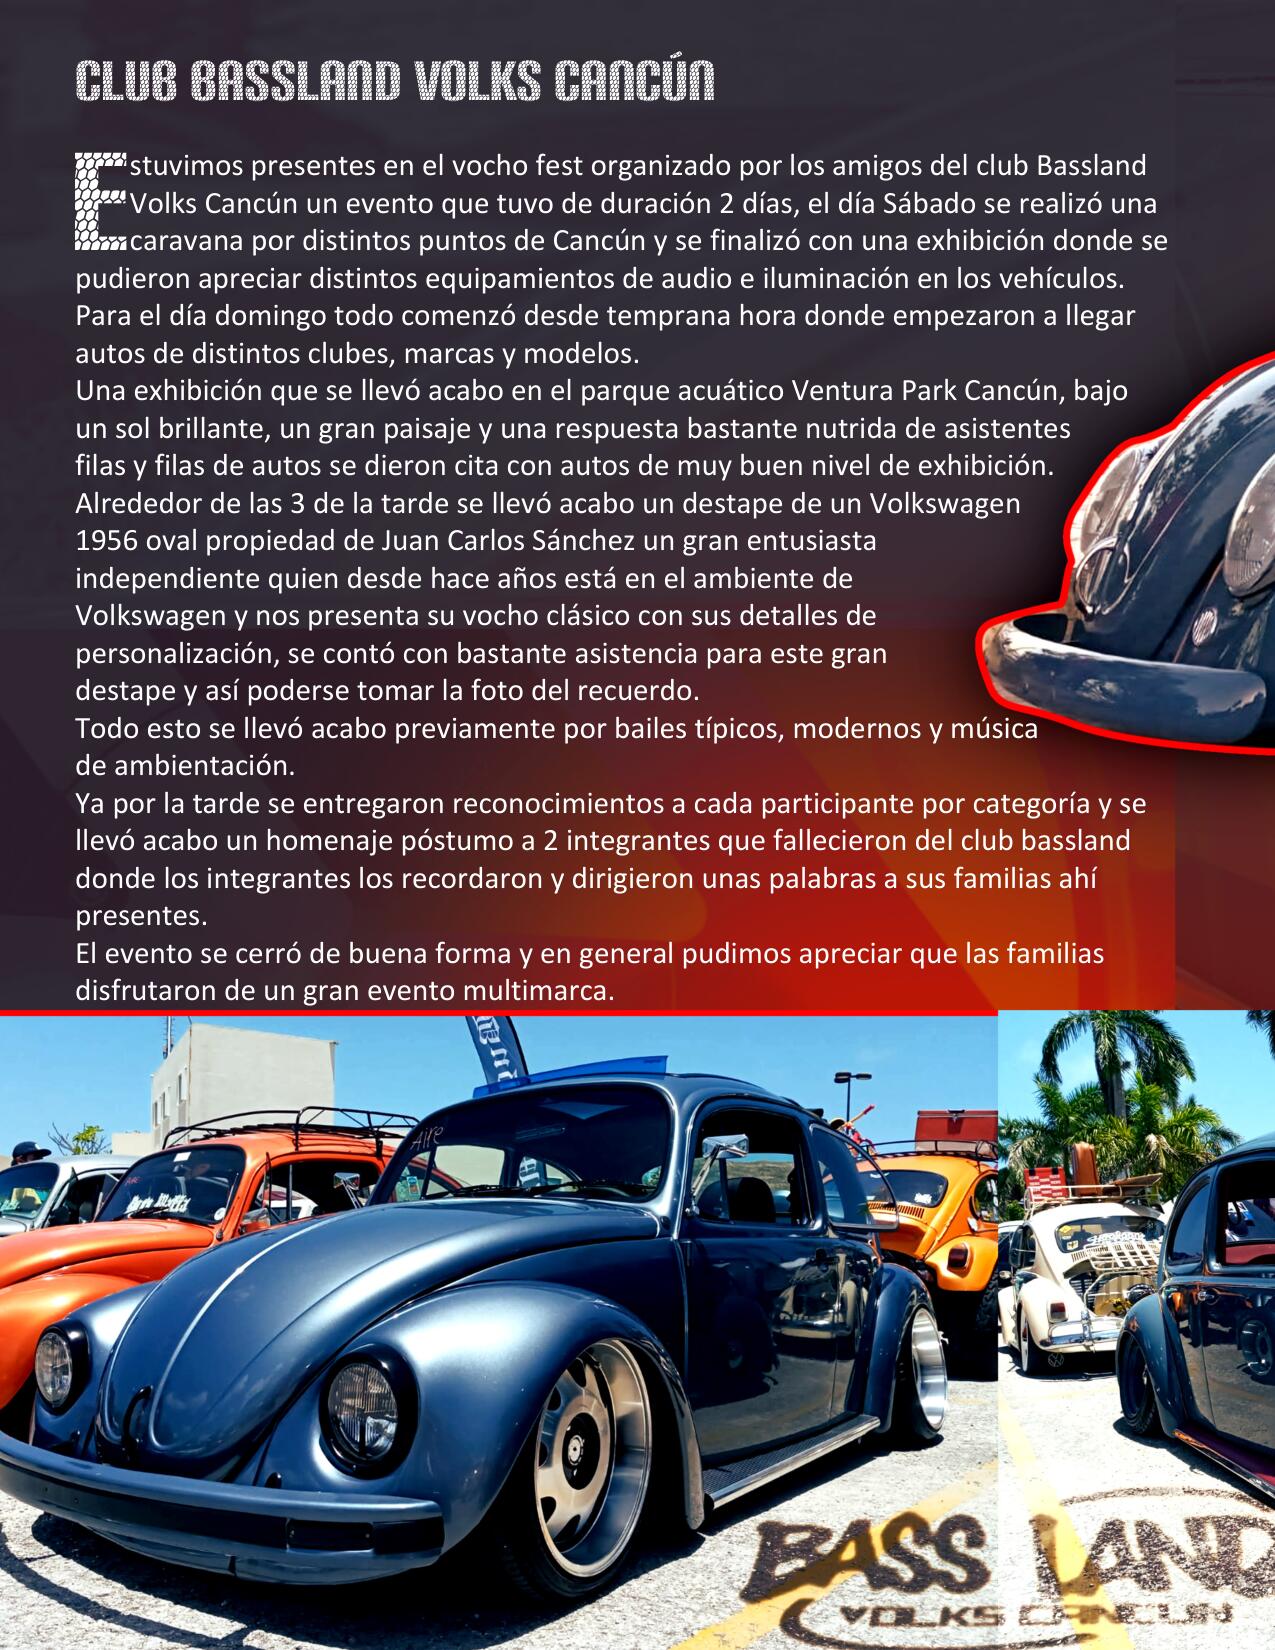 CLUB BASSLAND VOLKS CANCÚN
Estuvimos presentes en el vocho fest organizado por los amigos del club Bassland
Volks Cancún un evento que tuvo de duración 2 días, el día Sábado se realizó una
caravana por distintos puntos de Cancún y se finalizó con una exhibición donde se
pudieron apreciar distintos equipamientos de audio e iluminación en los vehículos.
Para el día domingo todo comenzó desde temprana hora donde empezaron a llegar
autos de distintos clubes, marcas y modelos.
Una exhibición que se llevó acabo en el parque acuático Ventura Park Cancún, bajo
un sol brillante, un gran paisaje y una respuesta bastante nutrida de asistentes
filas y filas de autos se dieron cita con autos de muy buen nivel de exhibición.
Alrededor de las 3 de la tarde se llevó acabo un destape de un Volkswagen
1956 oval propiedad de Juan Carlos Sánchez un gran entusiasta
independiente quien desde hace años está en el ambiente de
Volkswagen y nos presenta su vocho clásico con sus detalles de
personalización, se contó con bastante asistencia para este gran
destape y así poderse tomar la foto del recuerdo.
Todo esto se llevó acabo previamente por bailes típicos, modernos y música
de ambientación.
Ya por la tarde se entregaron reconocimientos a cada participante por categoría y se
llevó acabo un homenaje póstumo a 2 integrantes que fallecieron del club bassland
donde los integrantes los recordaron y dirigieron unas palabras a sus familias ahí
presentes.
El evento se cerró de buena forma y en general pudimos apreciar que las familias
disfrutaron de un gran evento multimarca.
Aire
BASS LAND
VOLKS CANCUN